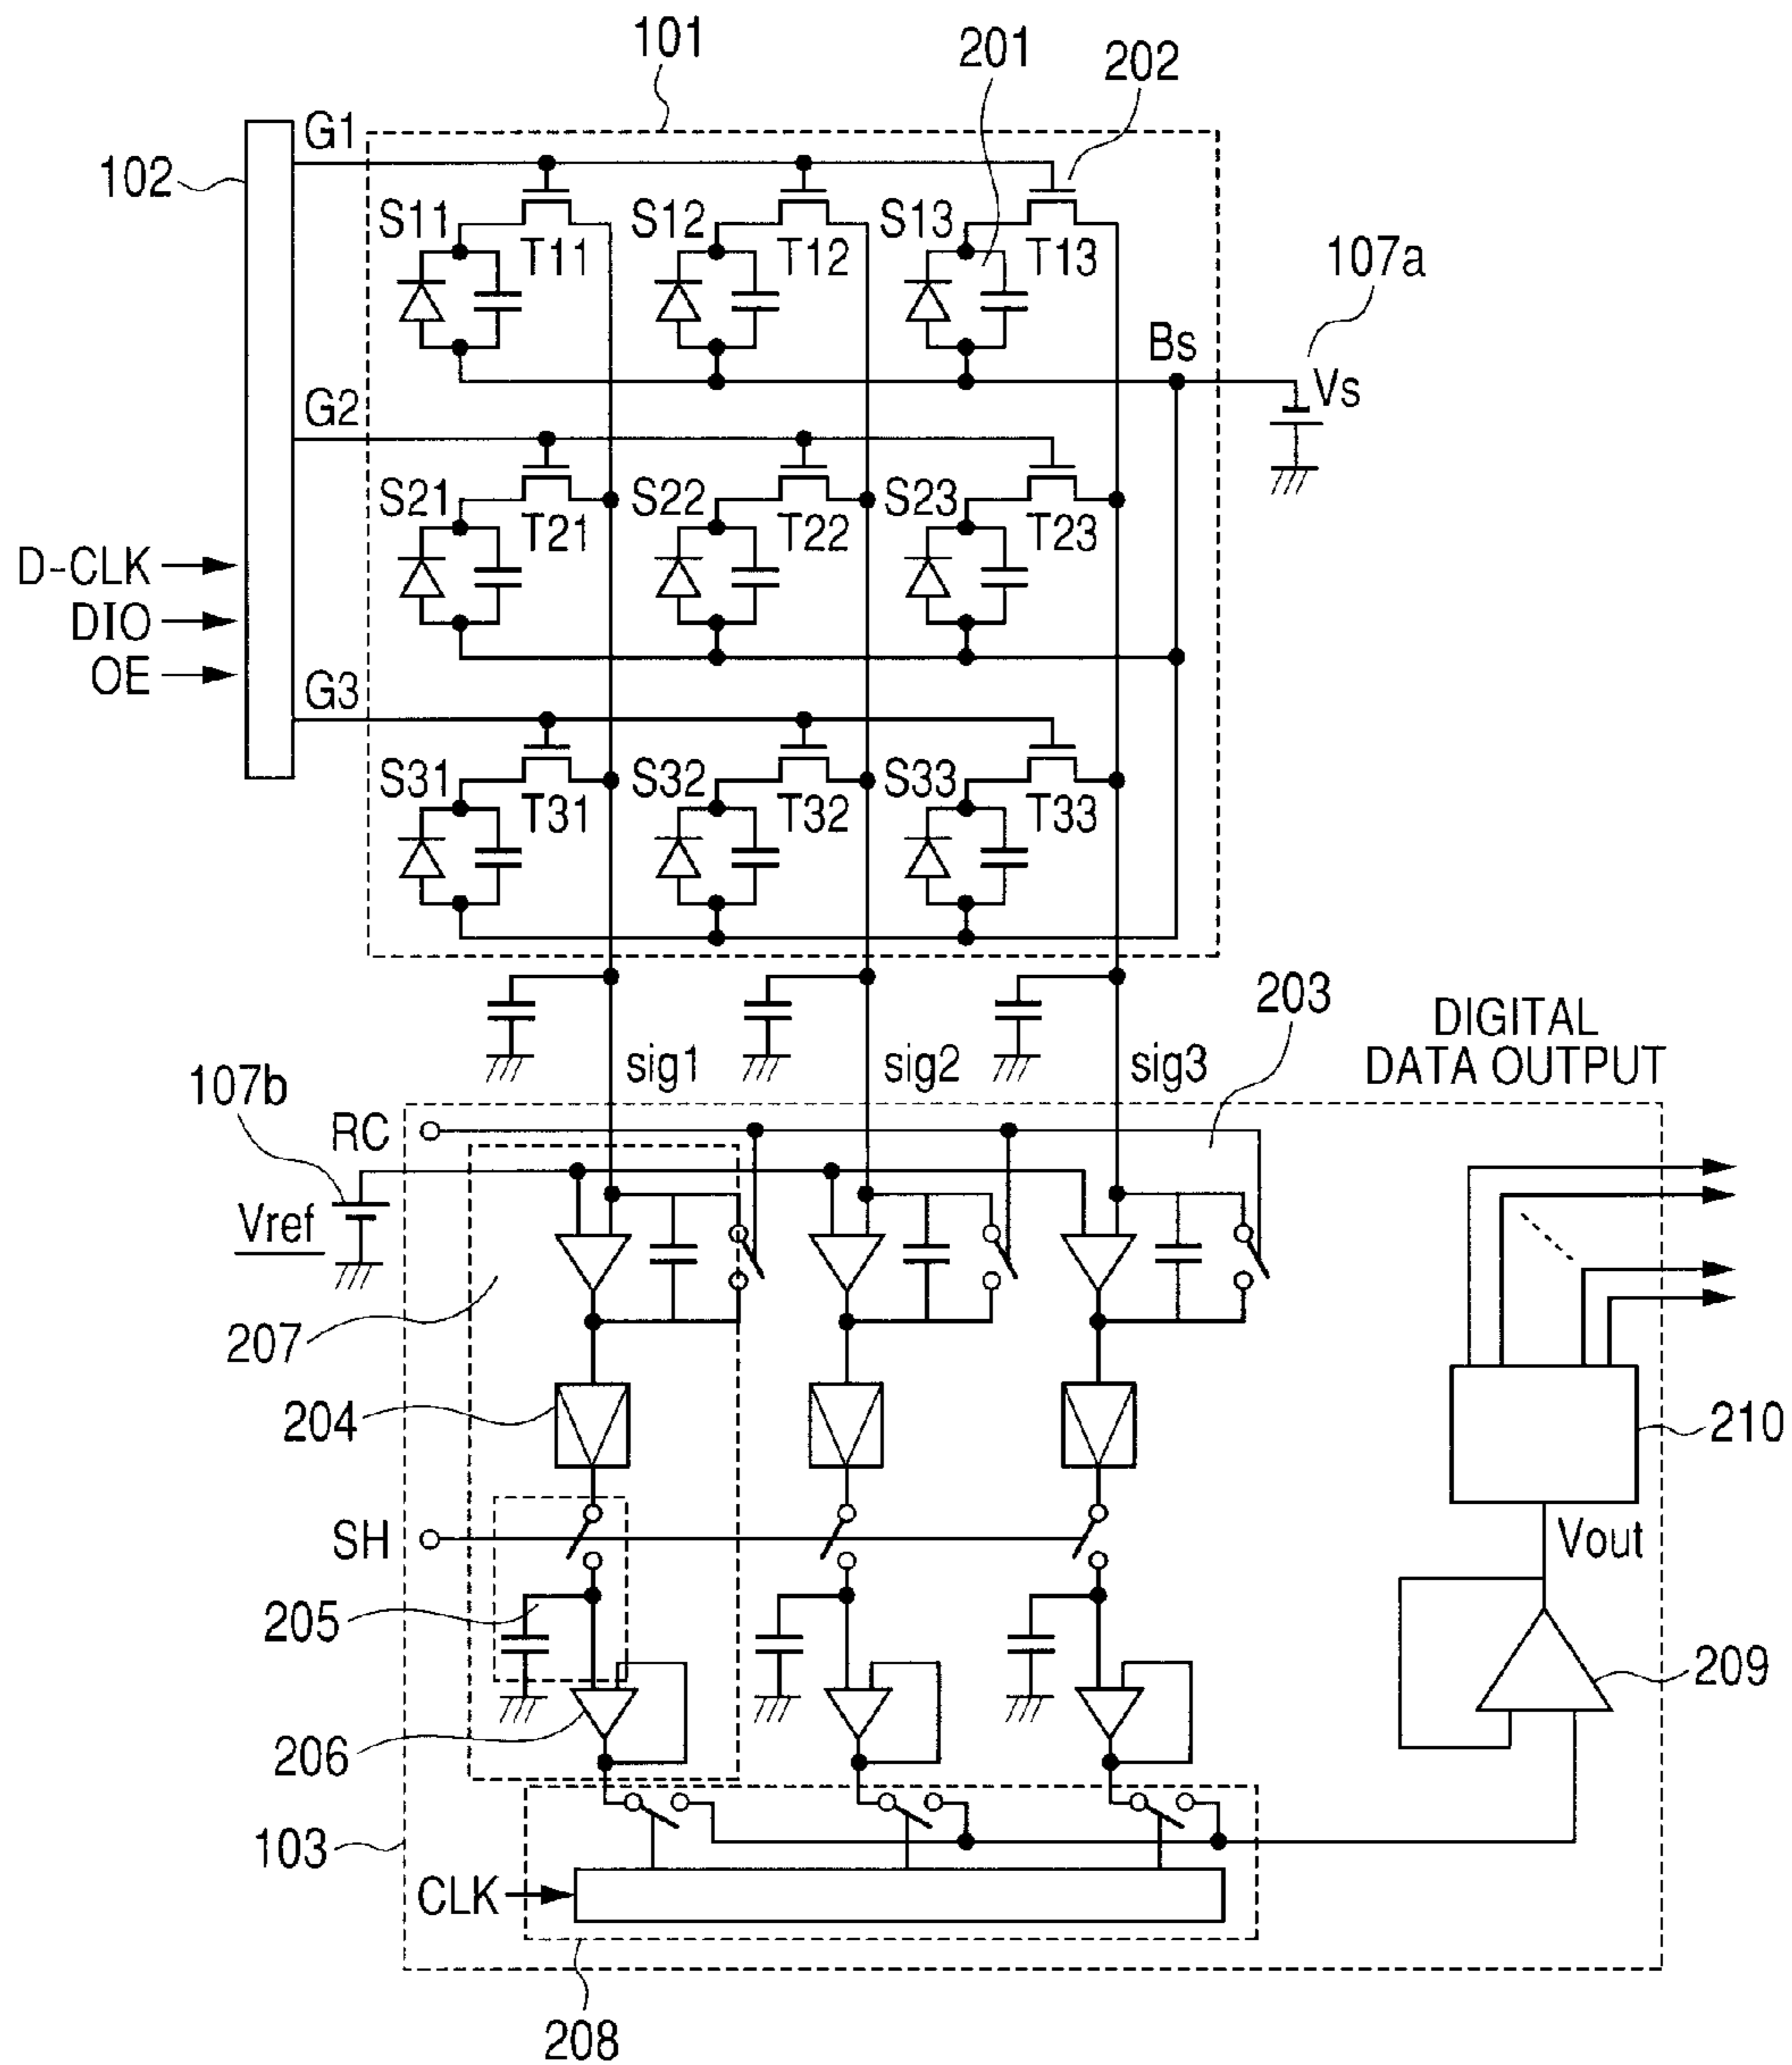 101
201
202
G1
102
S11
S12
S13
T11
T12
T13
107a
Bs
Vs
G2
S21
S22
S23
T21
T22
T23
D-CLK
DIO
OE
G3
S31
S32
S33
T31
T32
T33
203
DIGITAL
DATA OUTPUT
sig1
sig2
sig3
107b
RC
Vref
207
204
210
SH
Vout
205
209
206
103
CLK
208